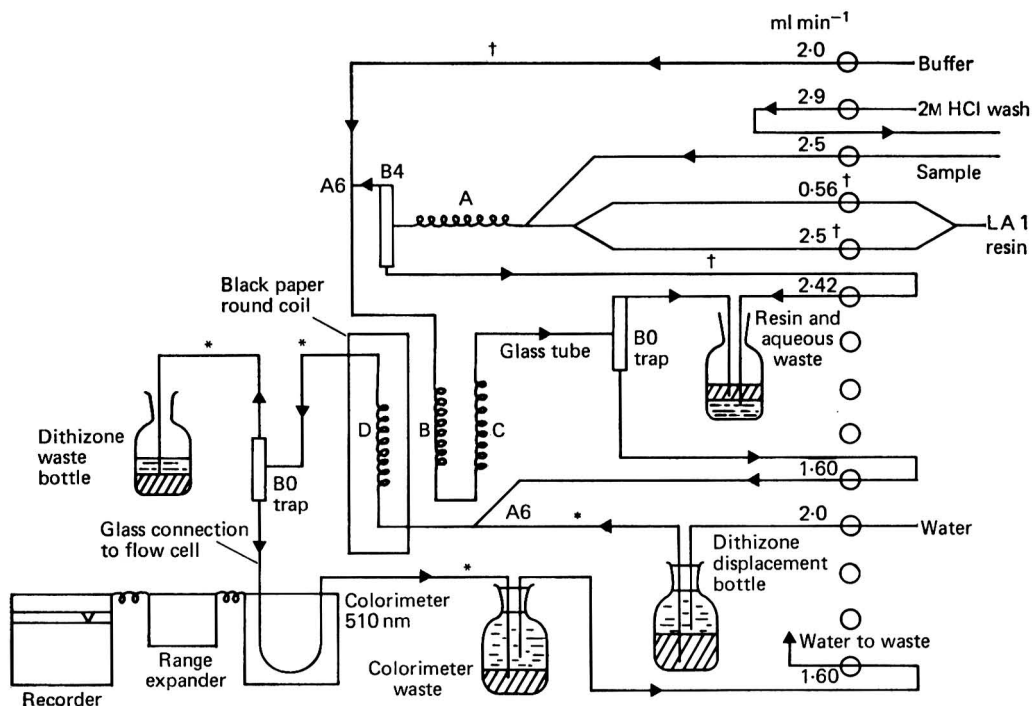 ml min⁻¹
†
2·0
Buffer
2·9
2M HCl wash
2·5
Sample
B4
A6
A
0·56 †
LA 1
resin
2·5 †
†
2·42
Black paper
round coil
Resin and
aqueous
waste
Glass tube
B0
trap
*
*
D
B
C
Dithizone
waste
bottle
B0
trap
1·60
A6
*
2·0
Water
Glass connection
to flow cell
Dithizone
displacement
bottle
*
Colorimeter
510 nm
Water to waste
Range
expander
Colorimeter
waste
1·60
Recorder